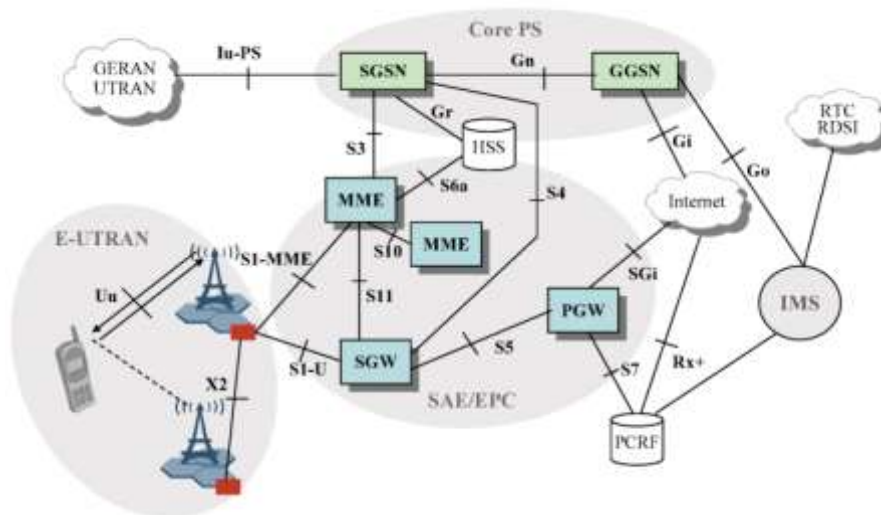 Core PS
Iu-PS
GERAN
UTRAN
SGSN
Gn
GGSN
RTC
RDSI
Gr
HSS
Gi
S3
Go
S6a
S4
MME
Internet
E-UTRAN
S1-MME
S10
MME
SGi
Uu
S11
PGW
IMS
S1-U
SGW
S5
S7
Rx+
X2
SAE/EPC
PCRF